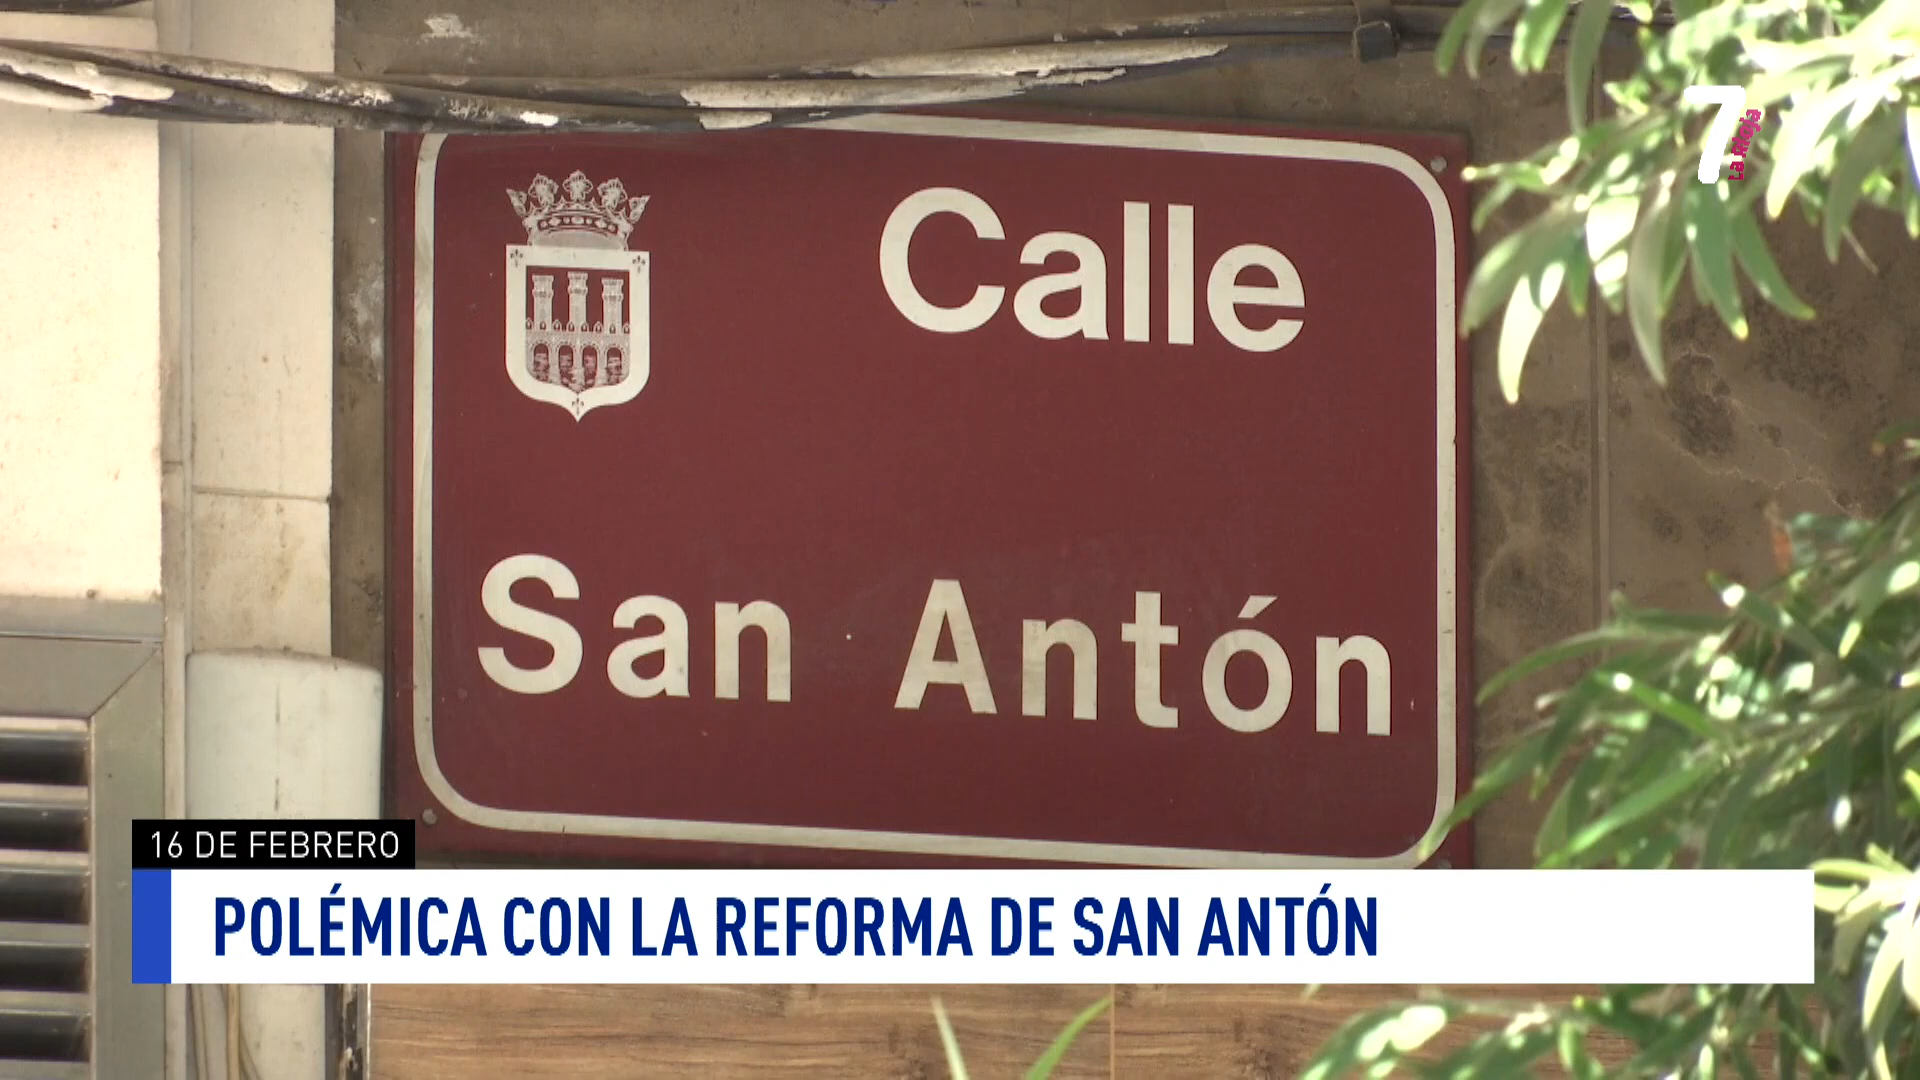 7
La Rioja
Calle
San Antón
16 DE FEBRERO
POLÉMICA CON LA REFORMA DE SAN ANTÓN